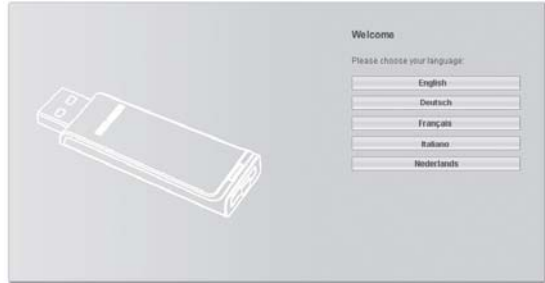 Welcome
Please choose your language:
English
Deutsch
Français
Italiano
Nederlands